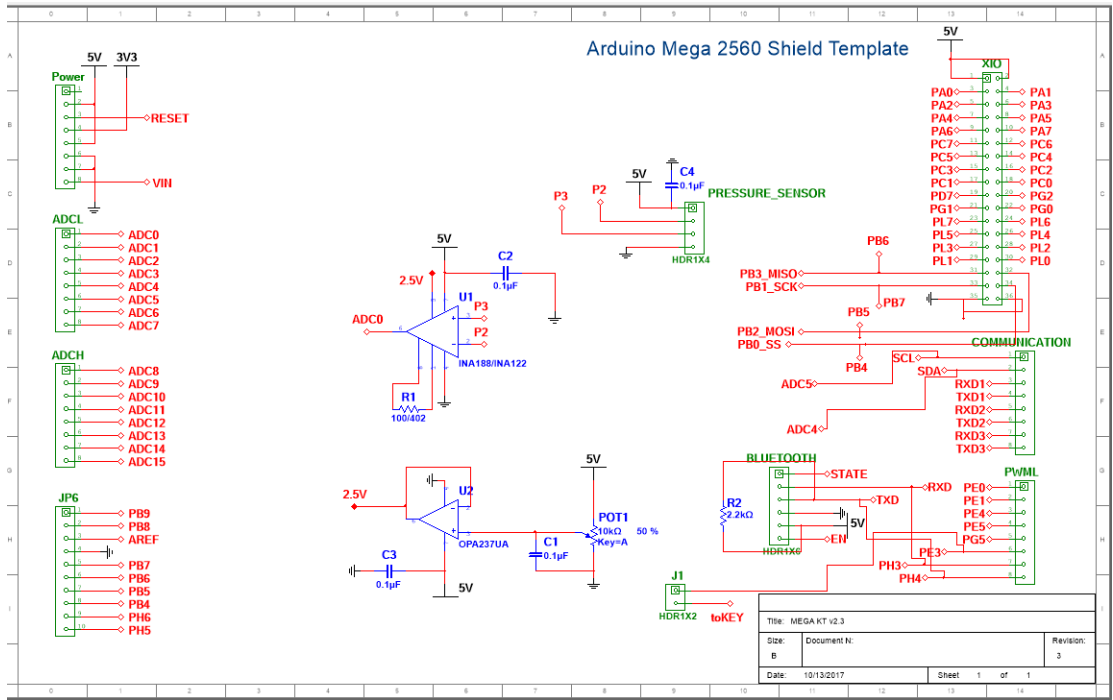 Arduino Mega 2560 Shield Template
5V 3V3
Power
RESET
VIN
ADCL
ADC0
ADC1
ADC2
ADC3
ADC4
ADC5
ADC6
ADC7
ADCH
ADC8
ADC9
ADC10
ADC11
ADC12
ADC13
ADC14
ADC15
JP6
PB9
PB8
AREF
PB7
PB6
PB5
PB4
PH6
PH5
5V
2.5V
C2
0.1µF
U1
P3
P2
ADC0
INA188/INA122
R1
100/402
2.5V
U2
OPA237UA
C3
0.1µF
5V
C1
0.1µF
5V
POT1
10kΩ 50 %
Key=A
P3
P2
5V
C4
0.1µF
PRESSURE_SENSOR
HDR1X4
5V
XIO
PA0 PA1
PA2 PA3
PA4 PA5
PA6 PA7
PC7 PC6
PC5 PC4
PC3 PC2
PC1 PC0
PD7 PG2
PG1 PG0
PL7 PL6
PL5 PL4
PL3 PL2
PL1 PL0
PB6
PB3_MISO
PB1_SCK
PB7
PB5
PB2_MOSI
PB0_SS
PB4
COMMUNICATION
SCL
SDA
ADC5
ADC4
RXD1
TXD1
RXD2
TXD2
RXD3
TXD3
BLUETOOTH
STATE
RXD
TXD
5V
EN
HDR1X6
R2
2.2kΩ
PWML
PE0
PE1
PE4
PE5
PG5
PE3
PH3
PH4
J1
HDR1X2
toKEY
Title: MEGA KT v2.3
Size: Document N: Revision:
B 3
Date: 10/13/2017 Sheet 1 of 1